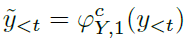 ỹ<t = φ^c_{Y,1}(y<t)